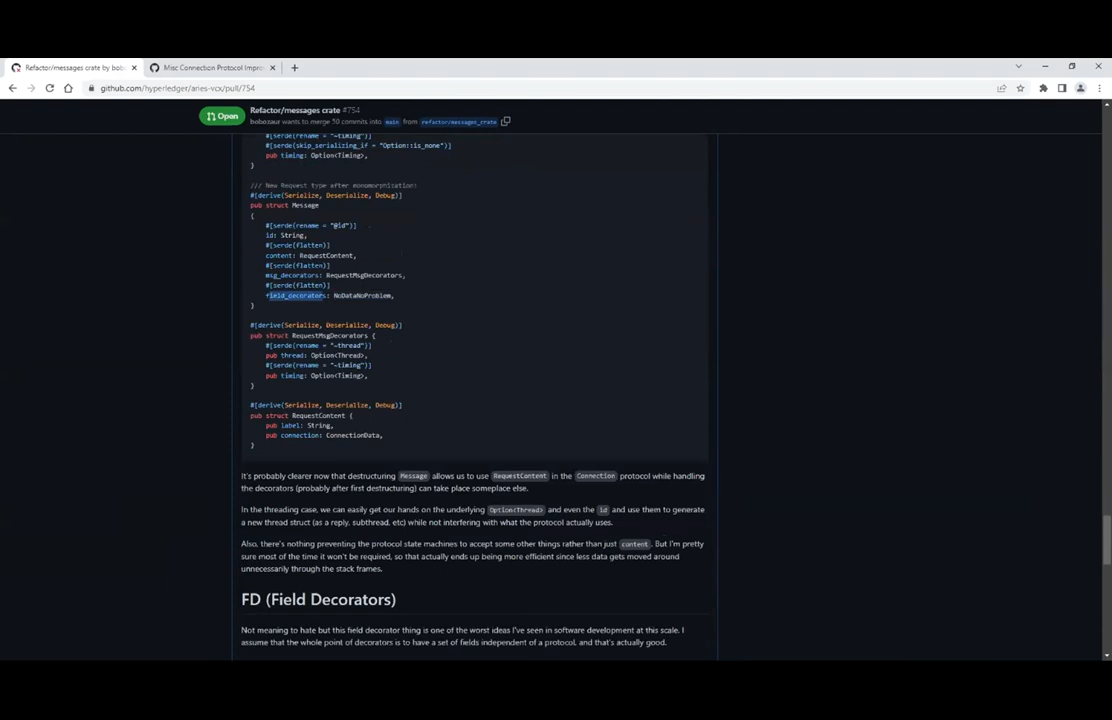 Refactor/messages crate by bob
Misc Connection Protocol Impro
github.com/hyperledger/aries-vcx/pull/754
Open
Refactor/messages crate #754
bobozaur wants to merge 50 commits into main from refactor/messages_crate
#[serde(rename = "~timing")]
#[serde(skip_serializing_if = "Option::is_none")]
pub timing: Option<Timing>,
}
/// New Request type after monomorphization:
#[derive(Serialize, Deserialize, Debug)]
pub struct Message
{
#[serde(rename = "@id")]
id: String,
#[serde(flatten)]
content: RequestContent,
#[serde(flatten)]
msg_decorators: RequestMsgDecorators,
#[serde(flatten)]
field_decorators: NoDataNoProblem,
}
#[derive(Serialize, Deserialize, Debug)]
pub struct RequestMsgDecorators {
#[serde(rename = "~thread")]
pub thread: Option<Thread>,
#[serde(rename = "~timing")]
pub timing: Option<Timing>,
}
#[derive(Serialize, Deserialize, Debug)]
pub struct RequestContent {
pub label: String,
pub connection: ConnectionData,
}
It's probably clearer now that destructuring Message allows us to use RequestContent in the Connection protocol while handling
the decorators (probably after first destructuring) can take place someplace else.
In the threading case, we can easily get our hands on the underlying Option<Thread> and even the id and use them to generate
a new thread struct (as a reply, subthread, etc) while not interfering with what the protocol actually uses.
Also, there's nothing preventing the protocol state machines to accept some other things rather than just content. But I'm pretty
sure most of the time it won't be required, so that actually ends up being more efficient since less data gets moved around
unnecessarily through the stack frames.
FD (Field Decorators)
Not meaning to hate but this field decorator thing is one of the worst ideas I've seen in software development at this scale. I
assume that the whole point of decorators is to have a set of fields independent of a protocol, and that's actually good.